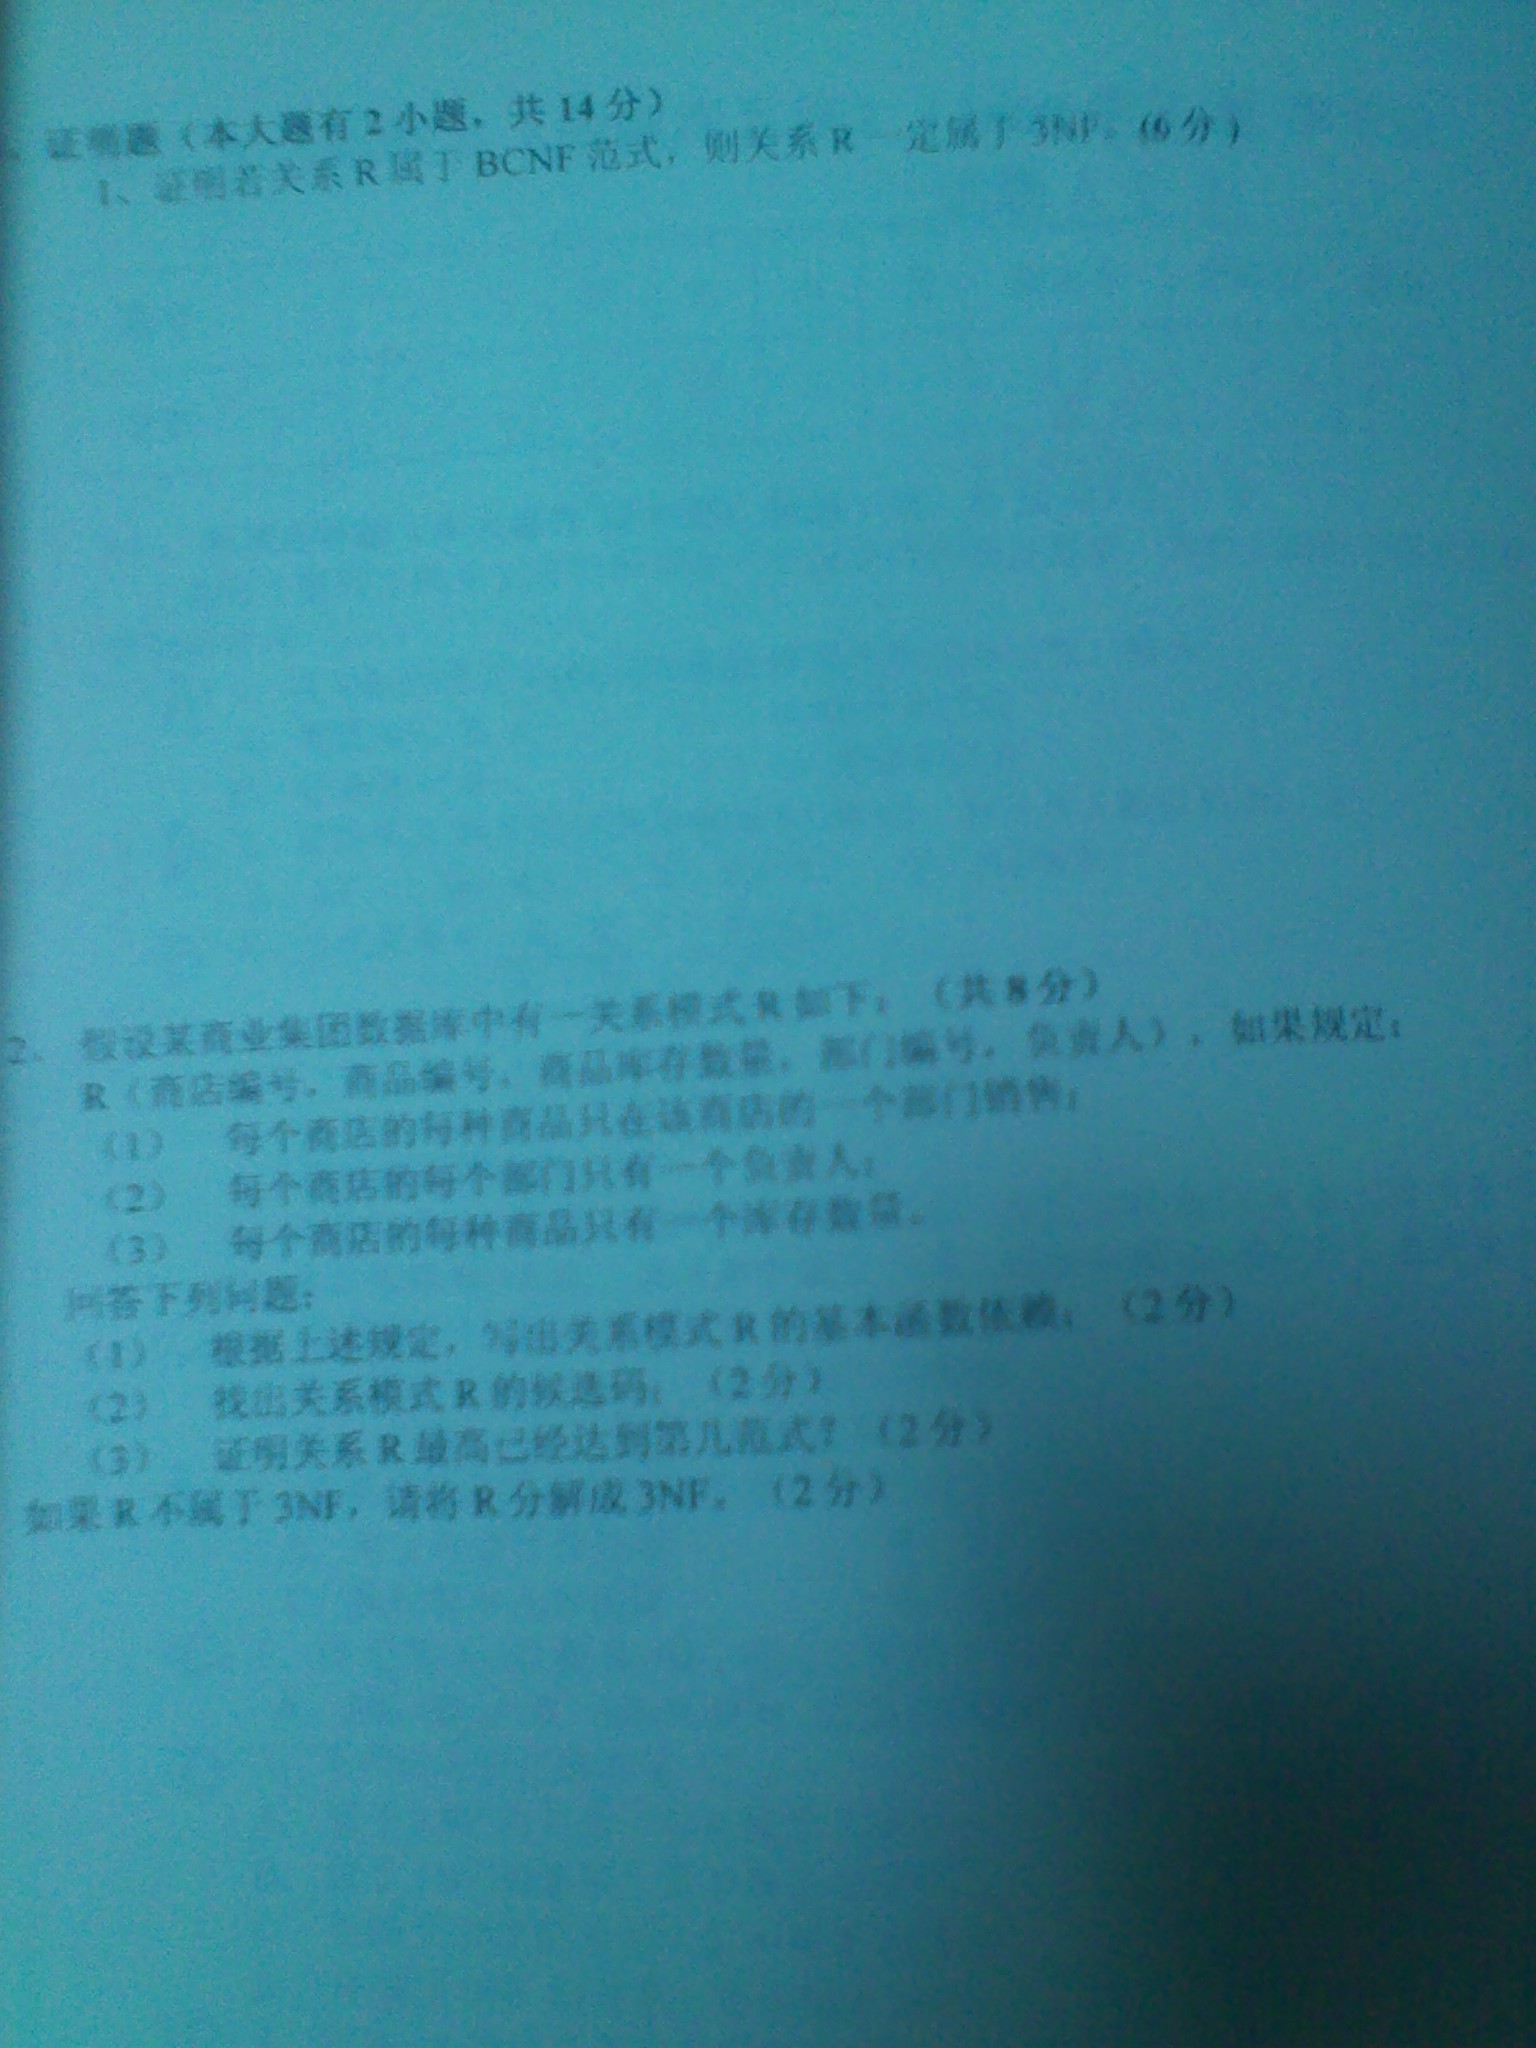 证明题（本大题有 2 小题，共 14 分）
1、证明若关系 R 属于 BCNF 范式，则关系 R 一定属于 3NF。(6 分)
2、假设某商业集团数据库中有一关系模式 R 如下：（共 8 分）
R（商店编号，商品编号，商品库存数量，部门编号，负责人），如果规定：
（1） 每个商店的每种商品只在该商店的一个部门销售；
（2） 每个商店的每个部门只有一个负责人；
（3） 每个商店的每种商品只有一个库存数量。
回答下列问题：
（1） 根据上述规定，写出关系模式 R 的基本函数依赖；（2 分）
（2） 找出关系模式 R 的候选码；（2 分）
（3） 证明关系 R 最高已经达到第几范式？（2 分）
如果 R 不属于 3NF，请将 R 分解成 3NF。（2 分）